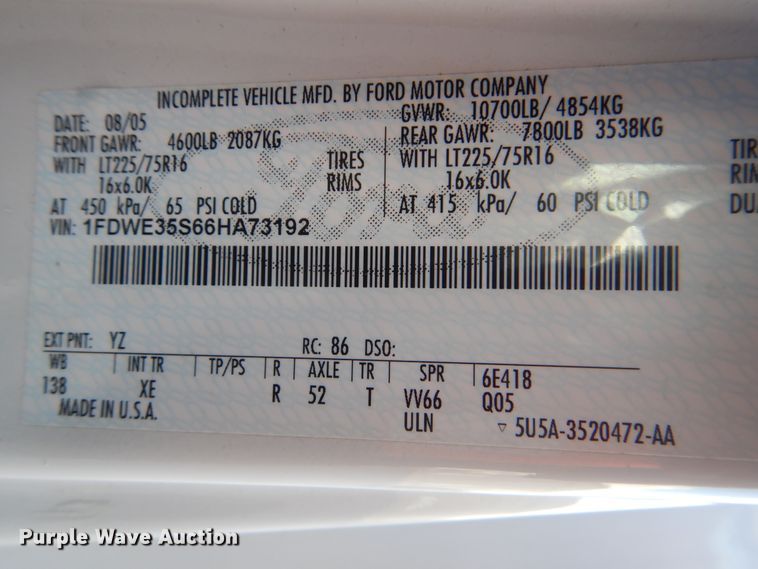 INCOMPLETE VEHICLE MFD. BY FORD MOTOR COMPANY
DATE: 08/05 GVWR: 10700LB/ 4854KG
FRONT GAWR: 4600LB 2087KG REAR GAWR: 7800LB 3538KG
WITH LT225/75R16 TIRES WITH LT225/75R16 TIR
16x6.0K RIMS 16x6.0K RIM
AT 450 kPa/ 65 PSI COLD AT 415 kPa/ 60 PSI COLD DUA
VIN: 1FDWE35S66HA73192
Ford
EXT PNT: YZ RC: 86 DSO:
WB INT TR TP/PS R AXLE TR SPR 6E418
138 XE R 52 T VV66 Q05
MADE IN U.S.A. ULN ▽ 5U5A-3520472-AA
Purple Wave Auction